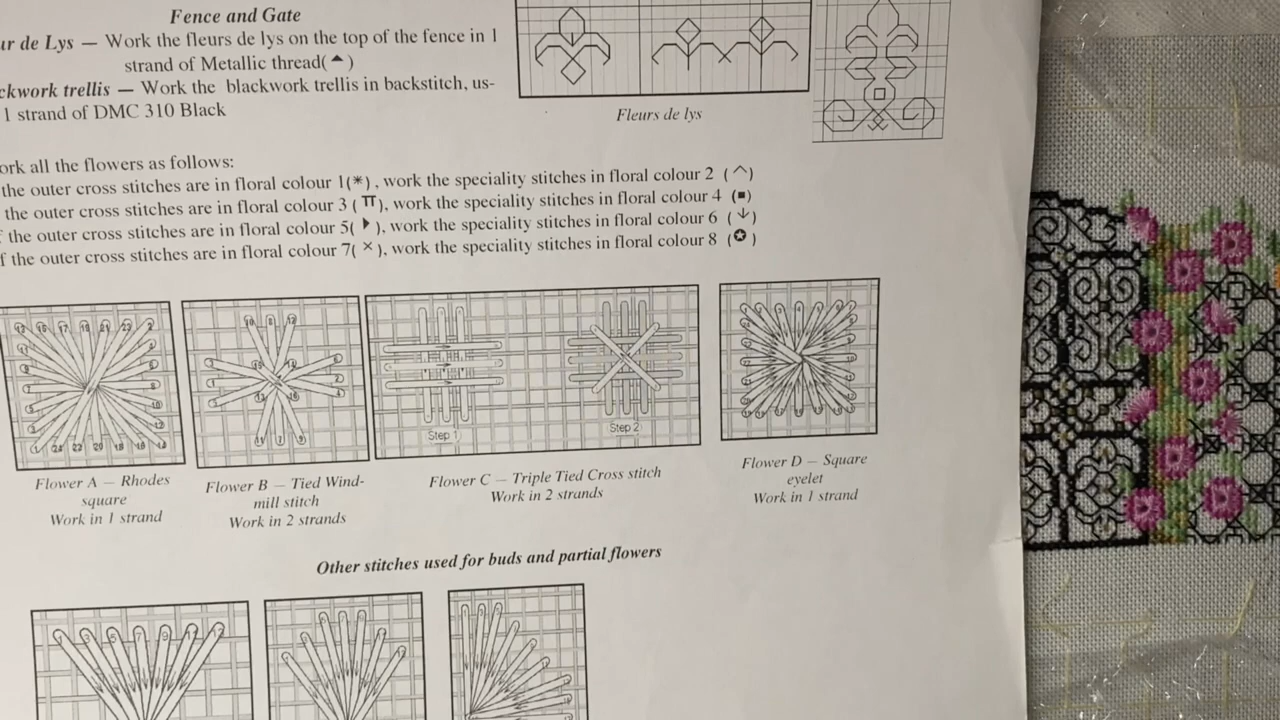 Fence and Gate
ur de Lys — Work the fleurs de lys on the top of the fence in 1
strand of Metallic thread( )
ckwork trellis — Work the blackwork trellis in backstitch, us-
1 strand of DMC 310 Black
Fleurs de lys
ork all the flowers as follows:
the outer cross stitches are in floral colour 1(*), work the speciality stitches in floral colour 2 (^)
the outer cross stitches are in floral colour 3 (π), work the speciality stitches in floral colour 4 (■)
f the outer cross stitches are in floral colour 5( ), work the speciality stitches in floral colour 6 (↓)
f the outer cross stitches are in floral colour 7(×), work the speciality stitches in floral colour 8 (✪)
Step 1
Step 2
Flower A — Rhodes
square
Work in 1 strand
Flower B — Tied Wind-
mill stitch
Work in 2 strands
Flower C — Triple Tied Cross stitch
Work in 2 strands
Flower D — Square
eyelet
Work in 1 strand
Other stitches used for buds and partial flowers